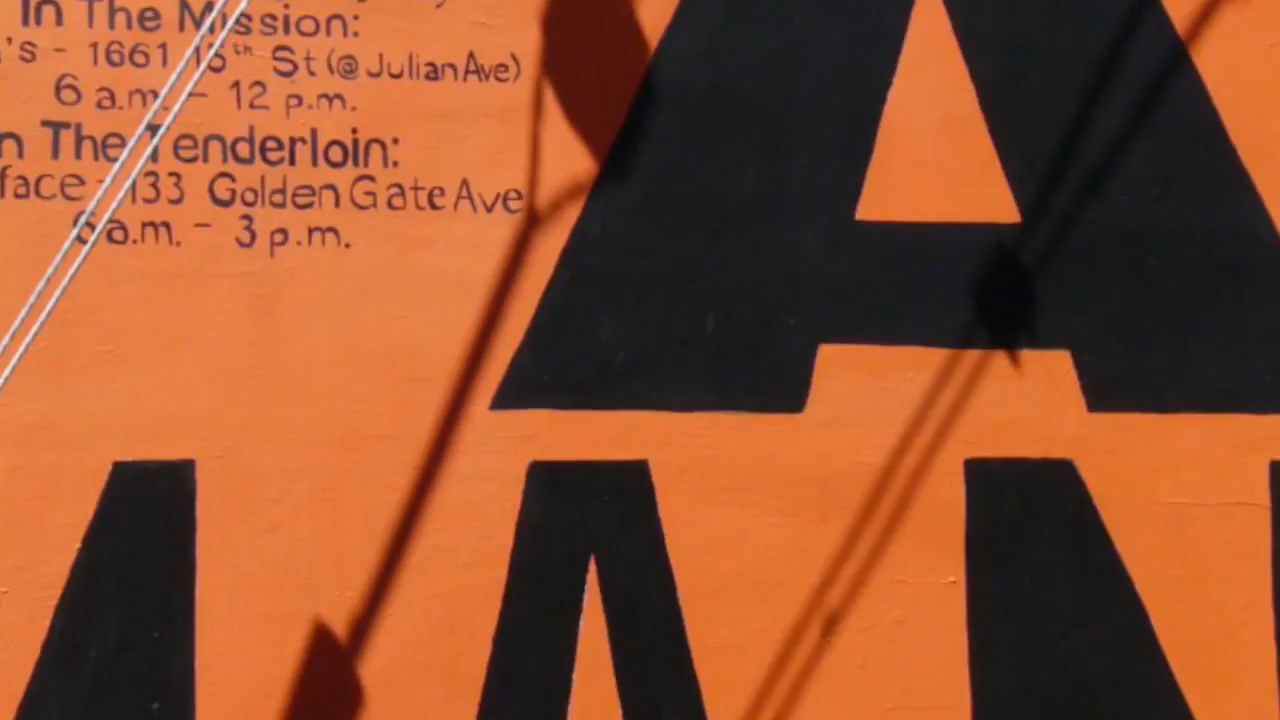 In The Mission:
's - 1661 15th St (@ Julian Ave)
6 a.m. - 12 p.m.
n The Tenderloin:
face - 133 Golden Gate Ave
6 a.m. - 3 p.m.
A
A N